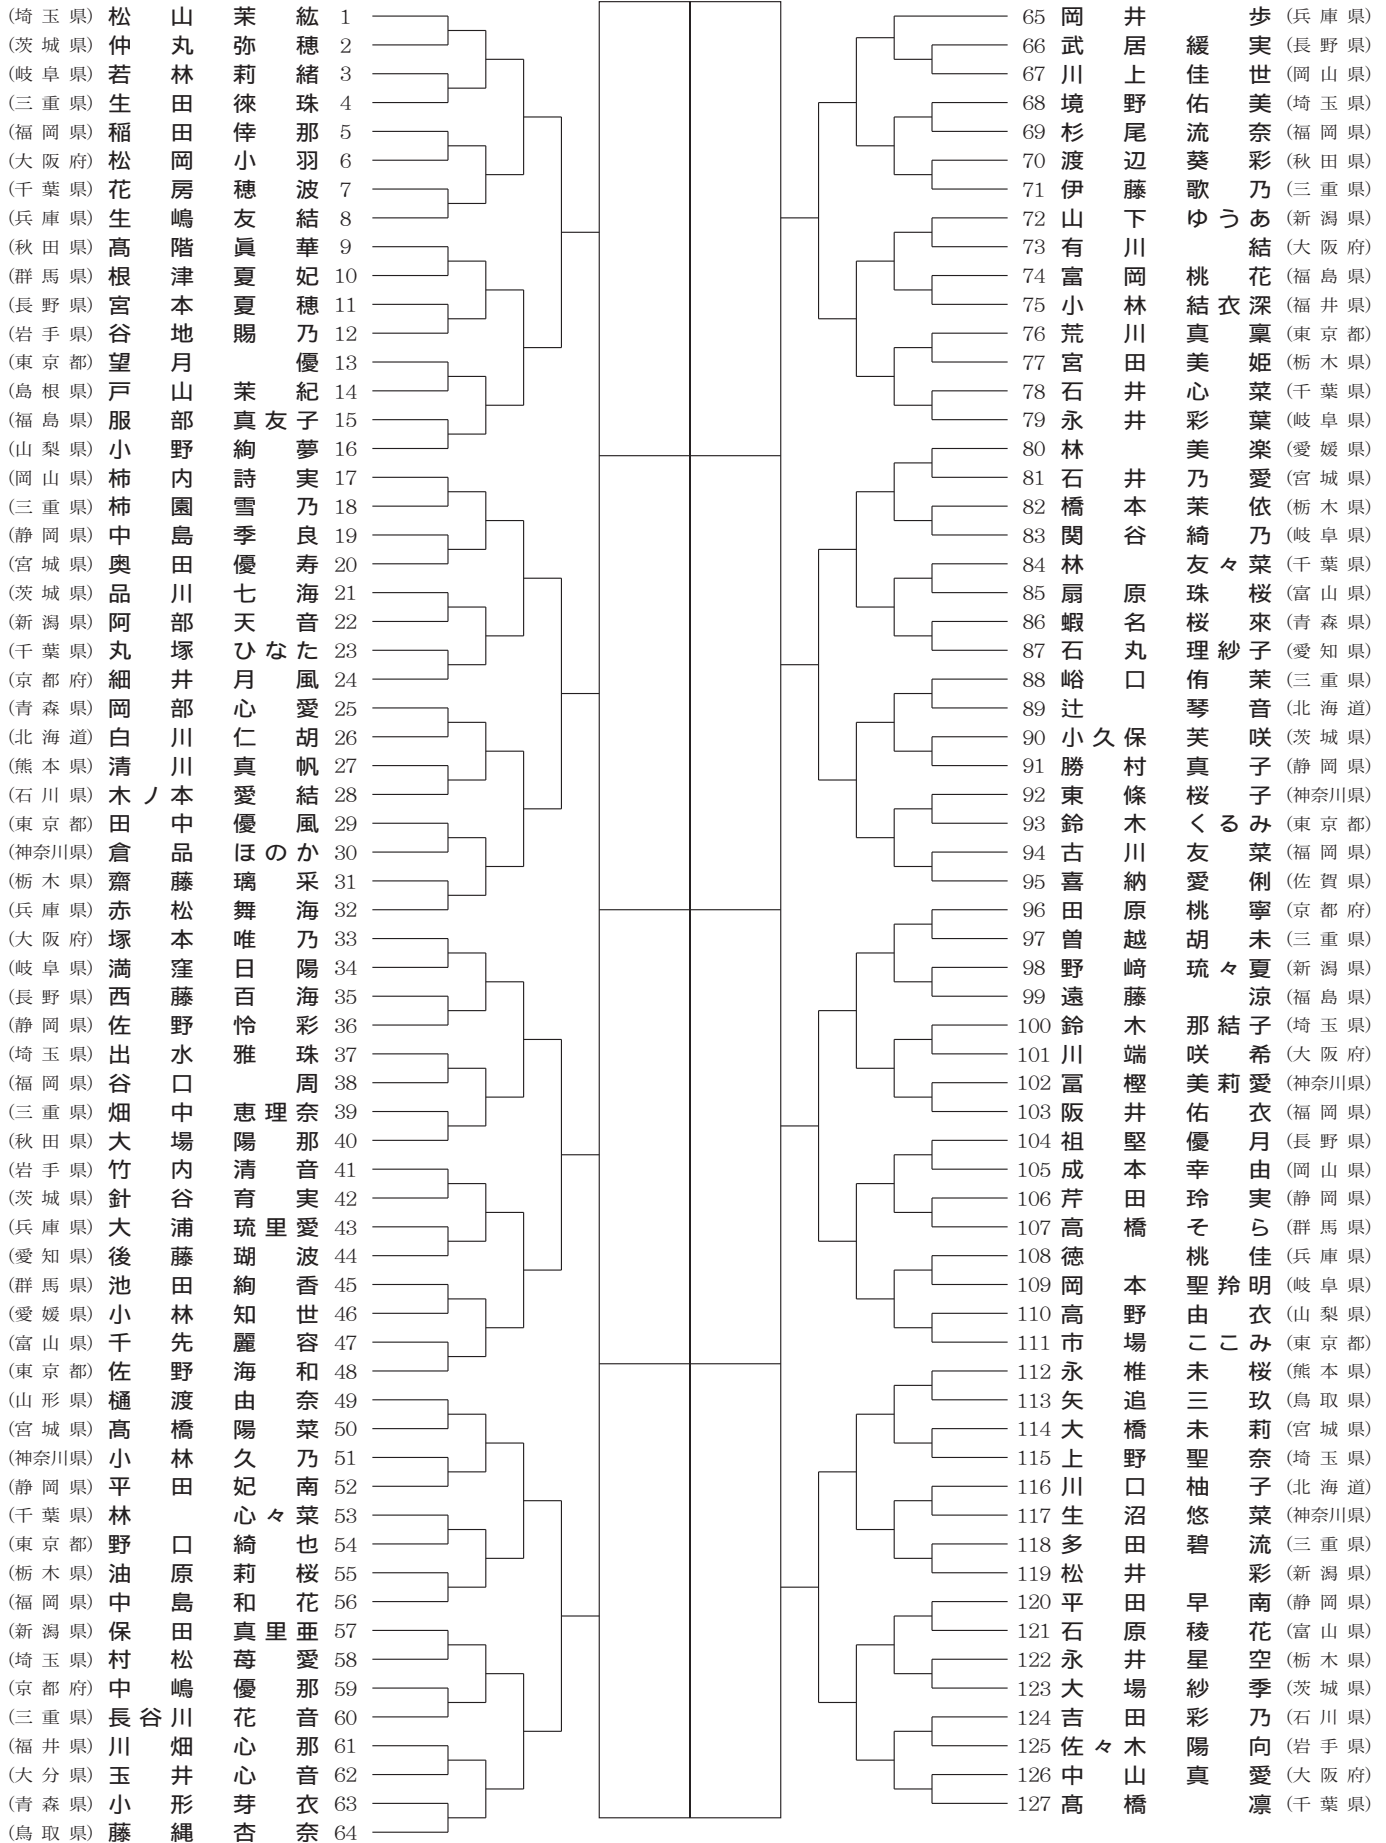 (埼玉県) 松山茉紘 1
(茨城県) 仲丸弥穂 2
(岐阜県) 若林莉緒 3
(三重県) 生田徠珠 4
(福岡県) 稲田倖那 5
(大阪府) 松岡小羽 6
(千葉県) 花房穂波 7
(兵庫県) 生嶋友結 8
(秋田県) 髙階眞華 9
(群馬県) 根津夏妃 10
(長野県) 宮本夏穂 11
(岩手県) 谷地賜乃 12
(東京都) 望月優 13
(島根県) 戸山茉紀 14
(福島県) 服部真友子 15
(山梨県) 小野絢夢 16
(岡山県) 柿内詩実 17
(三重県) 柿園雪乃 18
(静岡県) 中島季良 19
(宮城県) 奥田優寿 20
(茨城県) 品川七海 21
(新潟県) 阿部天音 22
(千葉県) 丸塚ひなた 23
(京都府) 細井月風 24
(青森県) 岡部心愛 25
(北海道) 白川仁胡 26
(熊本県) 清川真帆 27
(石川県) 木ノ本愛結 28
(東京都) 田中優風 29
(神奈川県) 倉品ほのか 30
(栃木県) 齋藤璃采 31
(兵庫県) 赤松舞海 32
(大阪府) 塚本唯乃 33
(岐阜県) 満窪日陽 34
(長野県) 西藤百海 35
(静岡県) 佐野怜彩 36
(埼玉県) 出水雅珠 37
(福岡県) 谷口周 38
(三重県) 畑中恵理奈 39
(秋田県) 大場陽那 40
(岩手県) 竹内清音 41
(茨城県) 針谷育実 42
(兵庫県) 大浦琉里愛 43
(愛知県) 後藤瑚波 44
(群馬県) 池田絢香 45
(愛媛県) 小林知世 46
(富山県) 千先麗容 47
(東京都) 佐野海和 48
(山形県) 樋渡由奈 49
(宮城県) 髙橋陽菜 50
(神奈川県) 小林久乃 51
(静岡県) 平田妃南 52
(千葉県) 林心々菜 53
(東京都) 野口綺也 54
(栃木県) 油原莉桜 55
(福岡県) 中島和花 56
(新潟県) 保田真里亜 57
(埼玉県) 村松苺愛 58
(京都府) 中嶋優那 59
(三重県) 長谷川花音 60
(福井県) 川畑心那 61
(大分県) 玉井心音 62
(青森県) 小形芽衣 63
(鳥取県) 藤縄杏奈 64
65 岡井歩 (兵庫県)
66 武居緩実 (長野県)
67 川上佳世 (岡山県)
68 境野佑美 (埼玉県)
69 杉尾流奈 (福岡県)
70 渡辺葵彩 (秋田県)
71 伊藤歌乃 (三重県)
72 山下ゆうあ (新潟県)
73 有川結 (大阪府)
74 富岡桃花 (福島県)
75 小林結衣深 (福井県)
76 荒川真稟 (東京都)
77 宮田美姫 (栃木県)
78 石井心菜 (千葉県)
79 永井彩葉 (岐阜県)
80 林美楽 (愛媛県)
81 石井乃愛 (宮城県)
82 橋本茉依 (栃木県)
83 関谷綺乃 (岐阜県)
84 林友々菜 (千葉県)
85 扇原珠桜 (富山県)
86 蝦名桜來 (青森県)
87 石丸理紗子 (愛知県)
88 峪口侑茉 (三重県)
89 辻琴音 (北海道)
90 小久保芙咲 (茨城県)
91 勝村真子 (静岡県)
92 東條桜子 (神奈川県)
93 鈴木くるみ (東京都)
94 古川友菜 (福岡県)
95 喜納愛俐 (佐賀県)
96 田原桃寧 (京都府)
97 曽越胡未 (三重県)
98 野﨑琉々夏 (新潟県)
99 遠藤涼 (福島県)
100 鈴木那結子 (埼玉県)
101 川端咲希 (大阪府)
102 冨樫美莉愛 (神奈川県)
103 阪井佑衣 (福岡県)
104 祖堅優月 (長野県)
105 成本幸由 (岡山県)
106 芹田玲実 (静岡県)
107 高橋そら (群馬県)
108 徳桃佳 (兵庫県)
109 岡本聖羚明 (岐阜県)
110 高野由衣 (山梨県)
111 市場ここみ (東京都)
112 永椎未桜 (熊本県)
113 矢追三玖 (鳥取県)
114 大橋未莉 (宮城県)
115 上野聖奈 (埼玉県)
116 川口柚子 (北海道)
117 生沼悠菜 (神奈川県)
118 多田碧流 (三重県)
119 松井彩 (新潟県)
120 平田早南 (静岡県)
121 石原稜花 (富山県)
122 永井星空 (栃木県)
123 大場紗季 (茨城県)
124 吉田彩乃 (石川県)
125 佐々木陽向 (岩手県)
126 中山真愛 (大阪府)
127 髙橋凛 (千葉県)